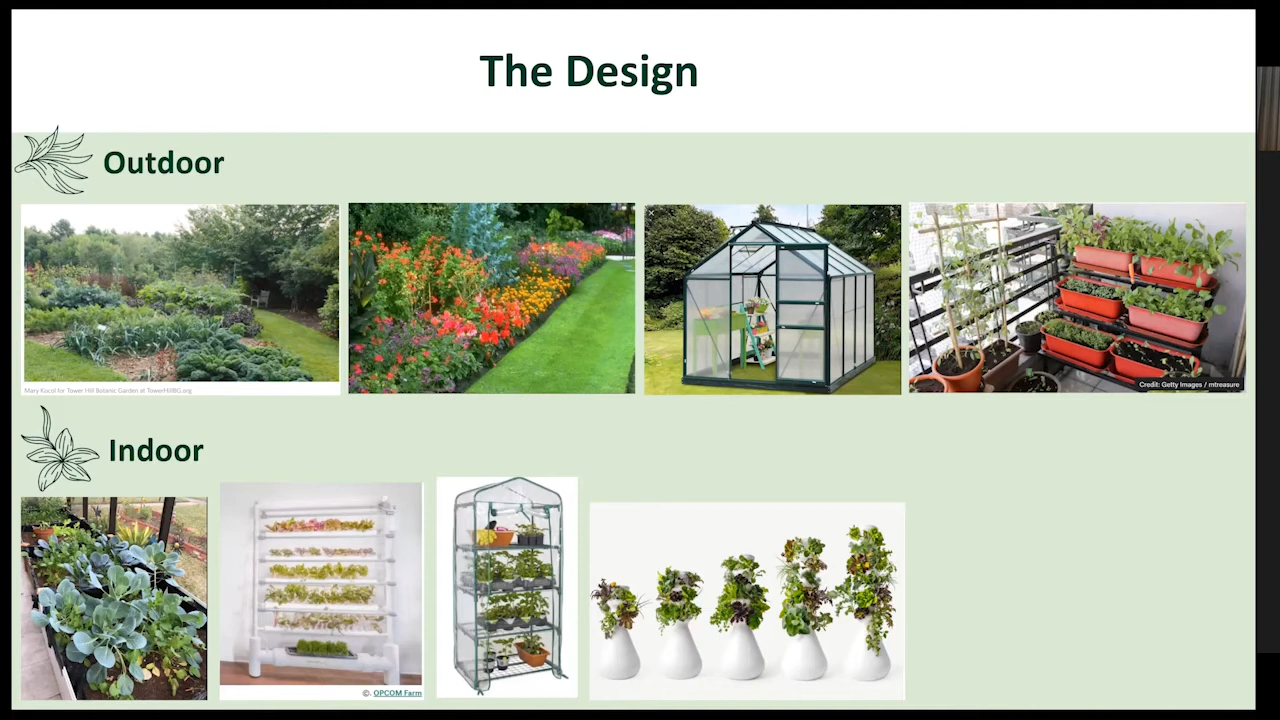 The Design
Outdoor
Mary Kocol for Tower Hill Botanic Garden at TowerHillBG.org
Credit: Getty Images / mtreasure
Indoor
©. OPCOM Farm